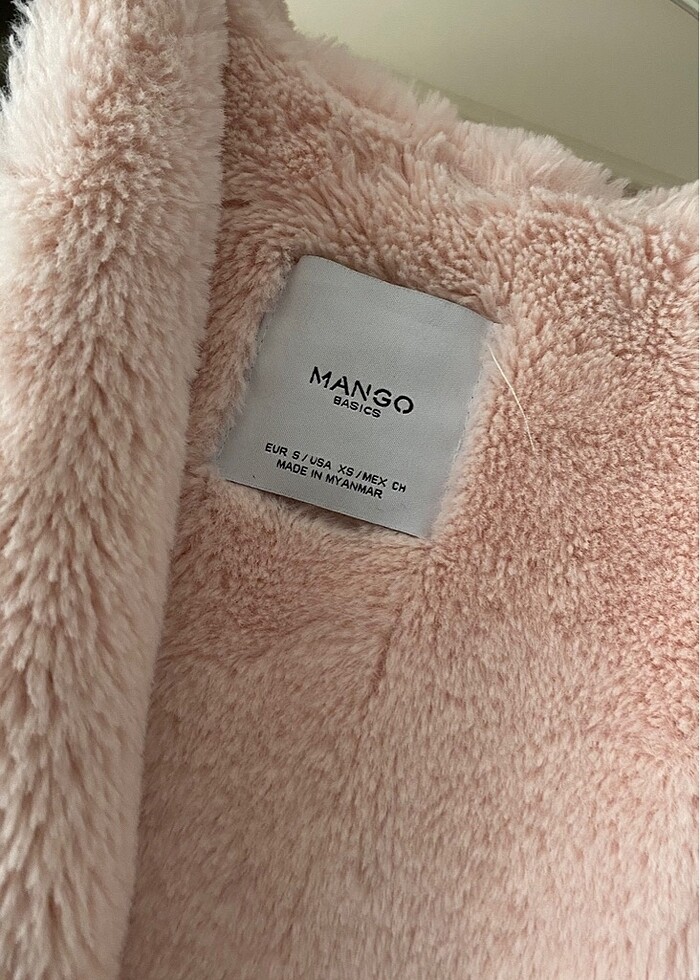 MANGO
BASICS
EUR S / USA XS / MEX CH
MADE IN MYANMAR